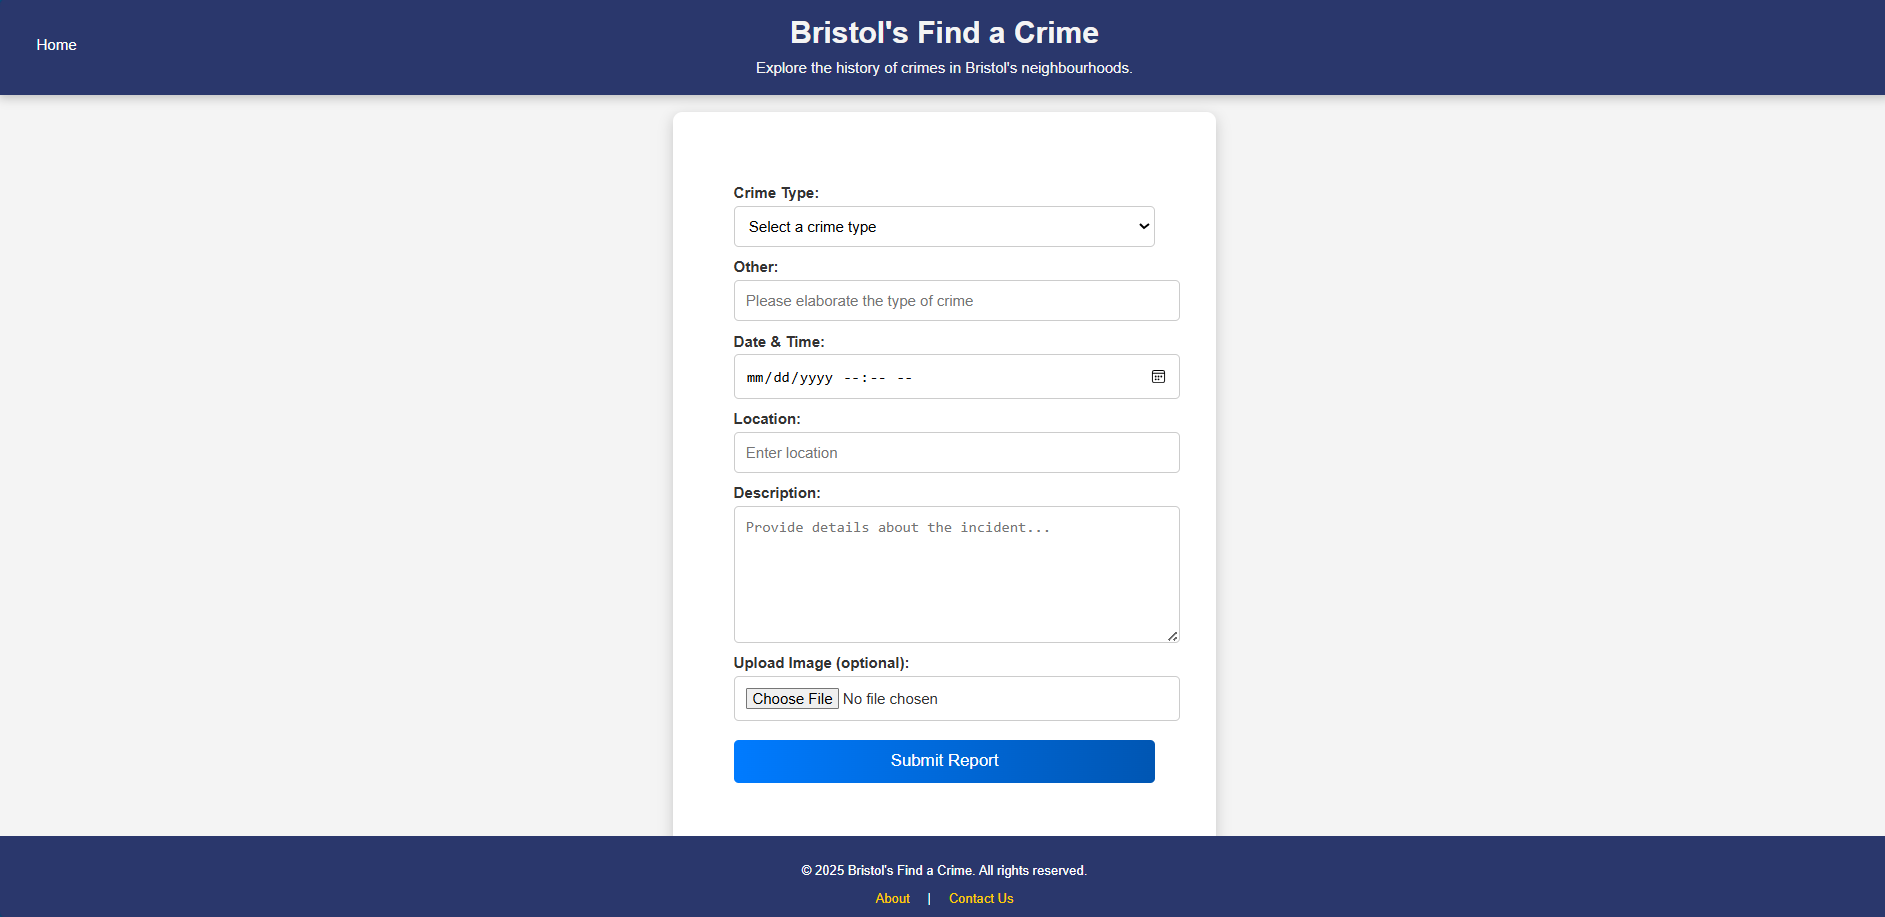 Home
Bristol's Find a Crime
Explore the history of crimes in Bristol's neighbourhoods.
Crime Type:
Select a crime type
Other:
Please elaborate the type of crime
Date & Time:
mm/dd/yyyy --:-- --
Location:
Enter location
Description:
Provide details about the incident...
Upload Image (optional):
Choose File No file chosen
Submit Report
© 2025 Bristol's Find a Crime. All rights reserved.
About | Contact Us